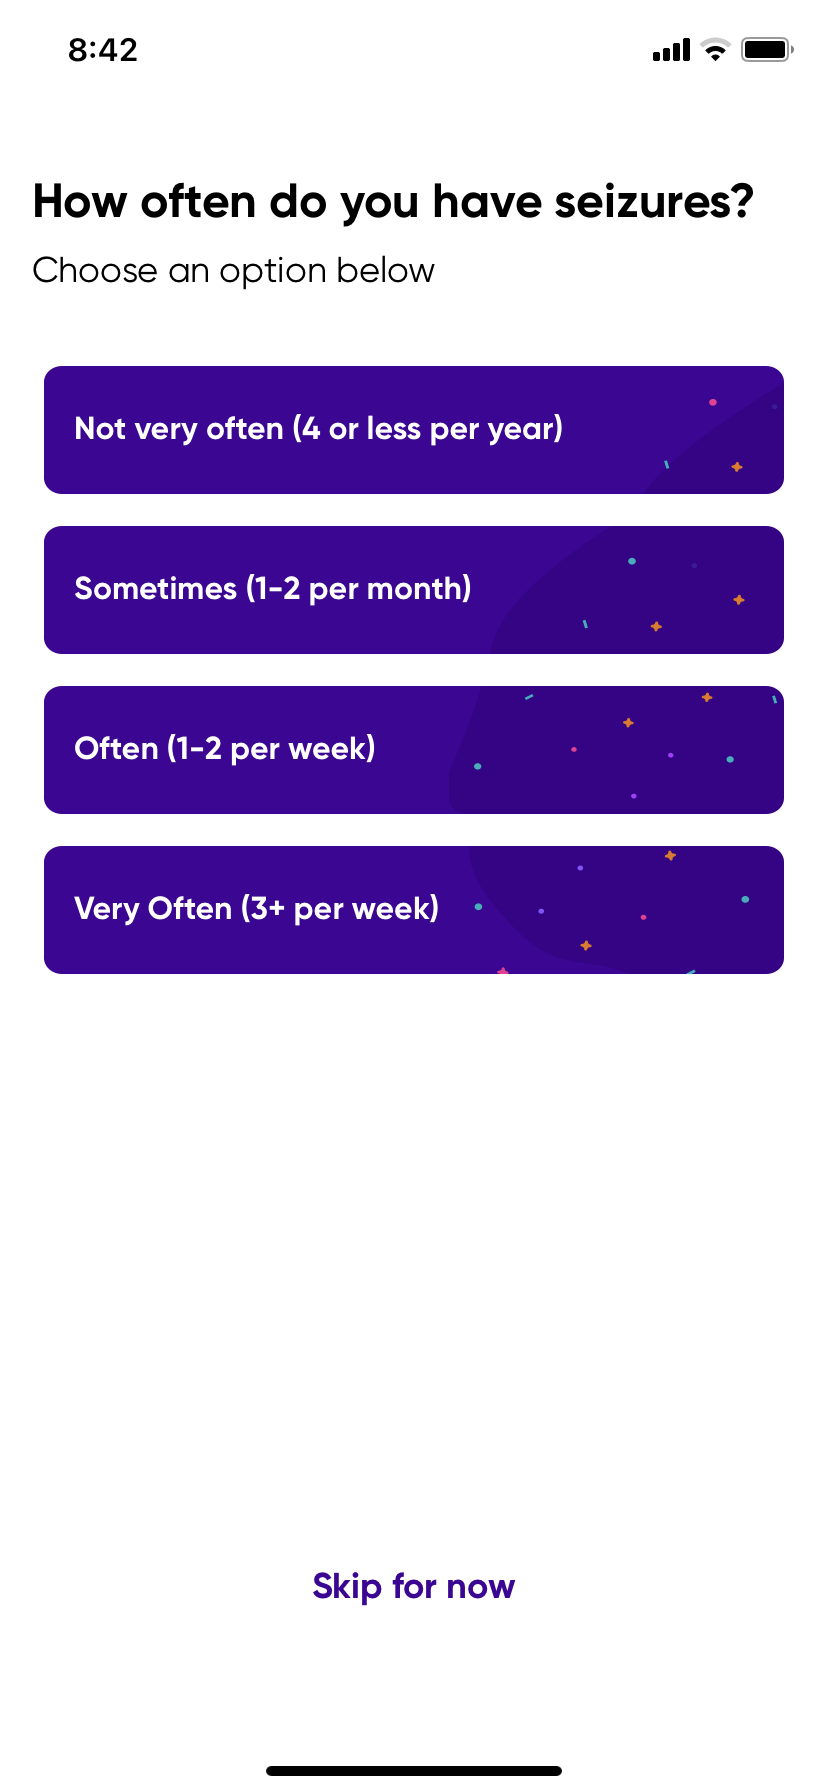 8:42
How often do you have seizures?
Choose an option below
Not very often (4 or less per year)
Sometimes (1-2 per month)
Often (1-2 per week)
Very Often (3+ per week)
Skip for now